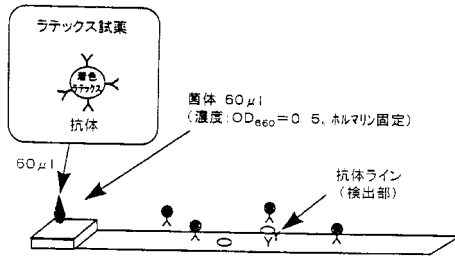 ラテックス試薬
着色
ラテックス
抗体
60μl
菌体 60μl
(濃度:OD660=0 5、ホルマリン固定)
抗体ライン
(検出部)